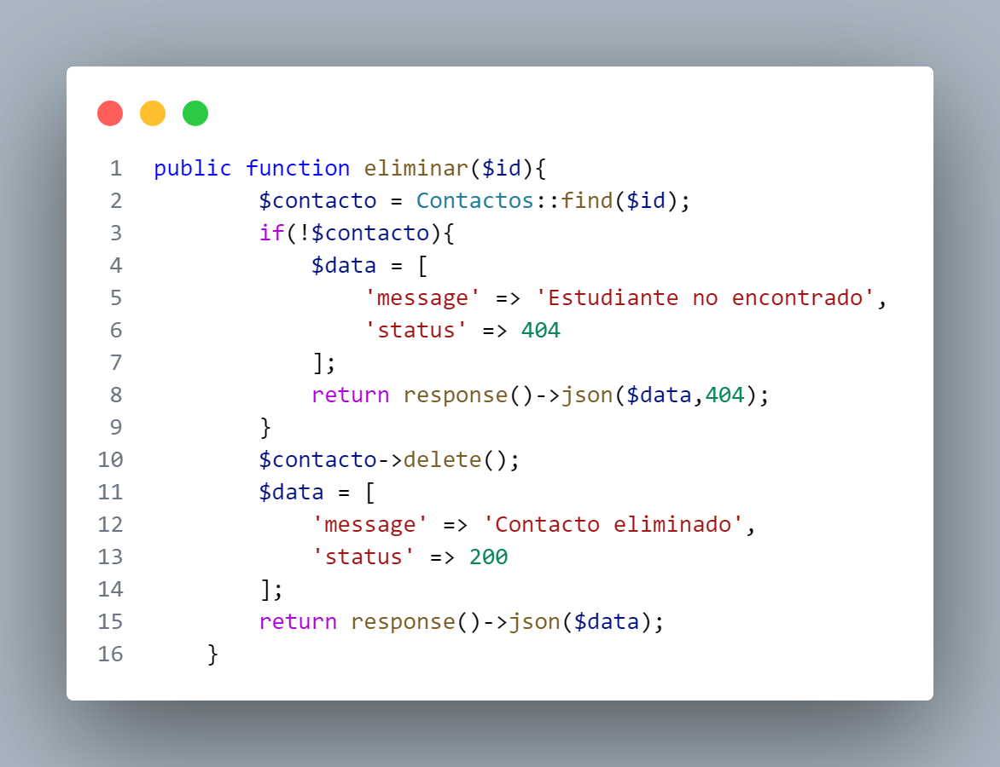 1 public function eliminar($id){
2 $contacto = Contactos::find($id);
3 if(!$contacto){
4 $data = [
5 'message' => 'Estudiante no encontrado',
6 'status' => 404
7 ];
8 return response()->json($data,404);
9 }
10 $contacto->delete();
11 $data = [
12 'message' => 'Contacto eliminado',
13 'status' => 200
14 ];
15 return response()->json($data);
16 }